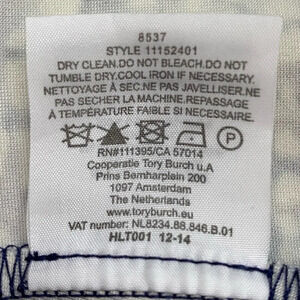 8537
STYLE 11152401
DRY CLEAN.DO NOT BLEACH.DO NOT
TUMBLE DRY.COOL IRON IF NECESSARY.
NETTOYAGE À SEC.NE PAS JAVELLISER.NE
PAS SECHER LA MACHINE.REPASSAGE
À TEMPÉRATURE FAIBLE SI NECESSAIRE.
P
RN#111395/CA 57014
Cooperatie Tory Burch u.A
Prins Bernharplein 200
1097 Amsterdam
The Netherlands
www.toryburch.com
VAT number: NL8234.88.846.B.01
HLT001 12-14